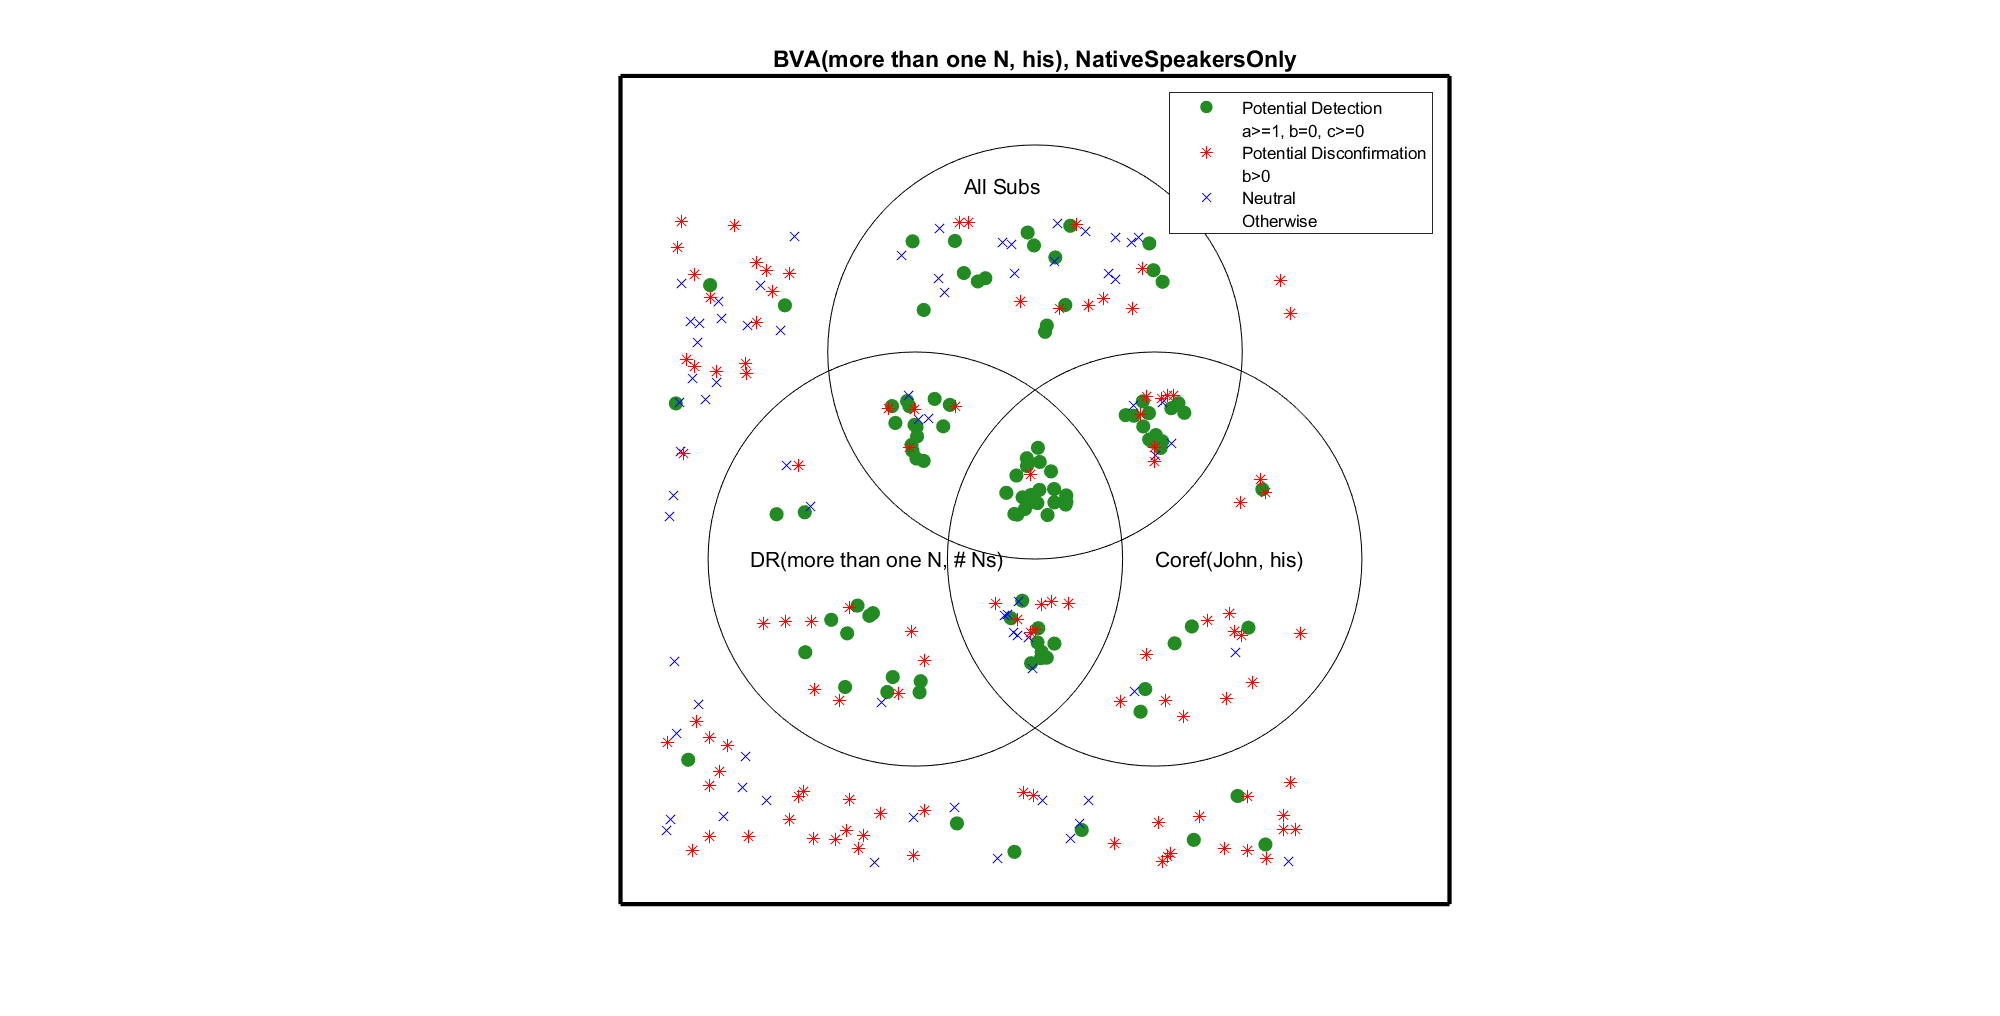 BVA(more than one N, his), NativeSpeakersOnly
Potential Detection
a>=1, b=0, c>=0
Potential Disconfirmation
b>0
Neutral
Otherwise
All Subs
DR(more than one N, # Ns)
Coref(John, his)